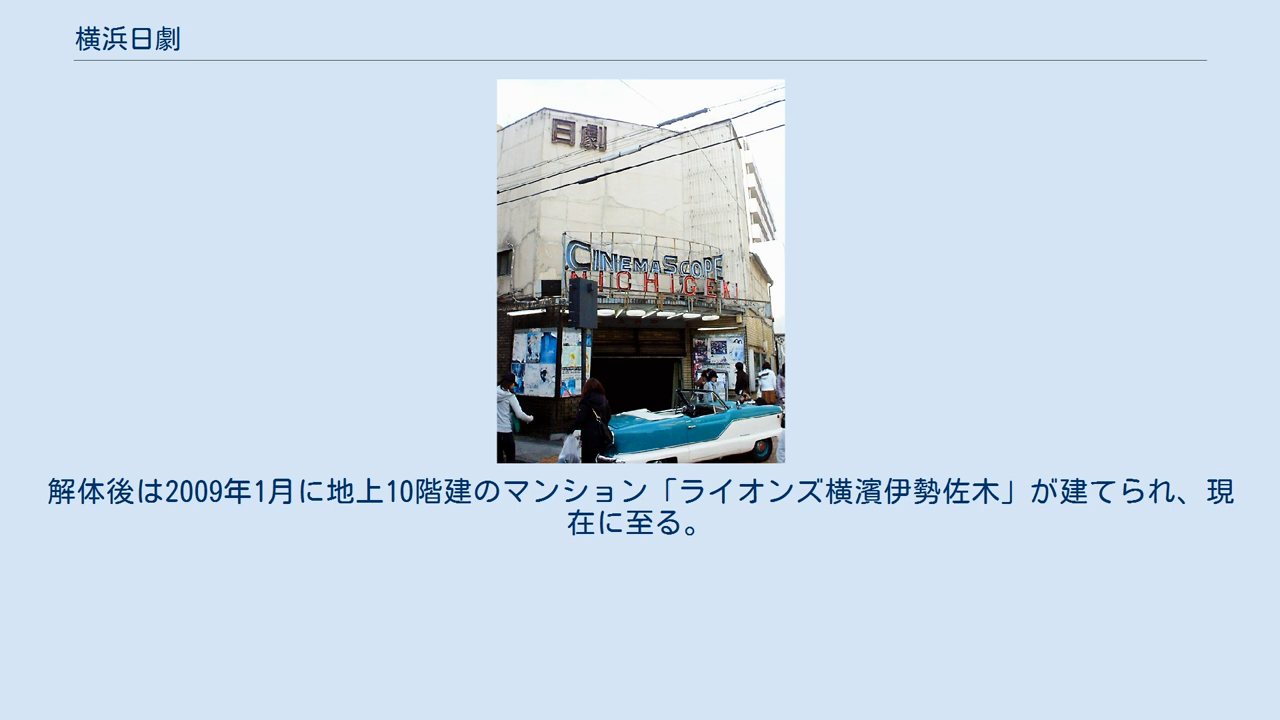 横浜日劇
日劇
CINEMASCOPE
NICHIGEKI
解体後は2009年1月に地上10階建のマンション「ライオンズ横濱伊勢佐木」が建てられ、現
在に至る。